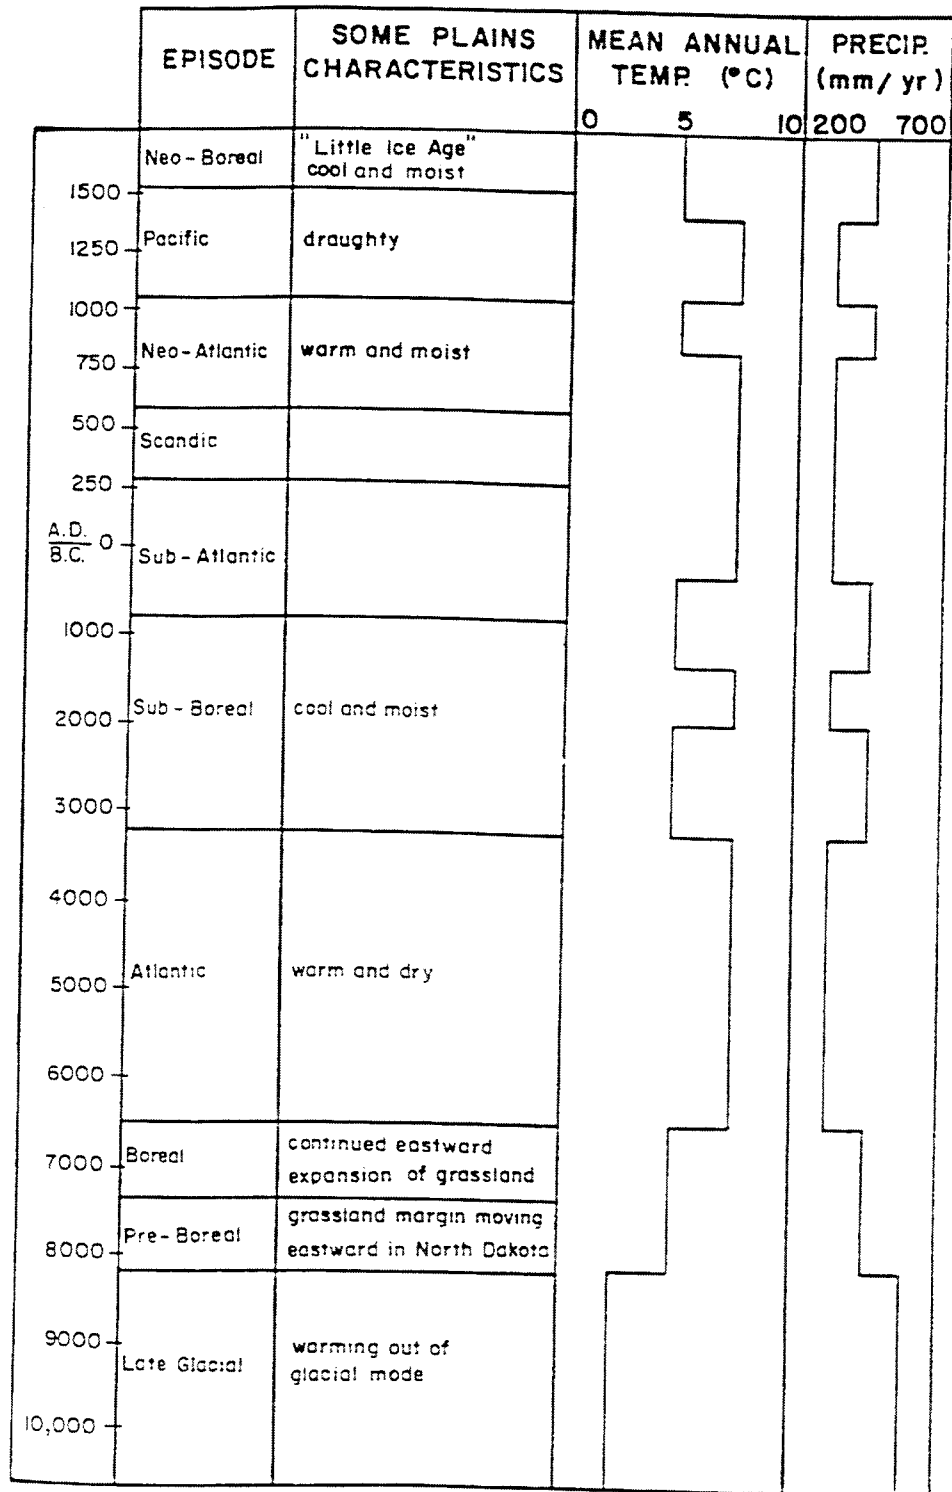 EPISODE
SOME PLAINS
CHARACTERISTICS
MEAN ANNUAL
TEMP. (°C)
PRECIP.
(mm/yr)
0 5 10 200 700
Neo-Boreal
"Little Ice Age"
cool and moist
1500
Pacific
draughty
1250
1000
Neo-Atlantic
warm and moist
750
500
Scandic
250
A.D.
B.C. 0
Sub-Atlantic
1000
Sub-Boreal
cool and moist
2000
3000
4000
Atlantic
warm and dry
5000
6000
Boreal
continued eastward
expansion of grassland
7000
Pre-Boreal
grassland margin moving
eastward in North Dakota
8000
9000
Late Glacial
warming out of
glacial mode
10,000